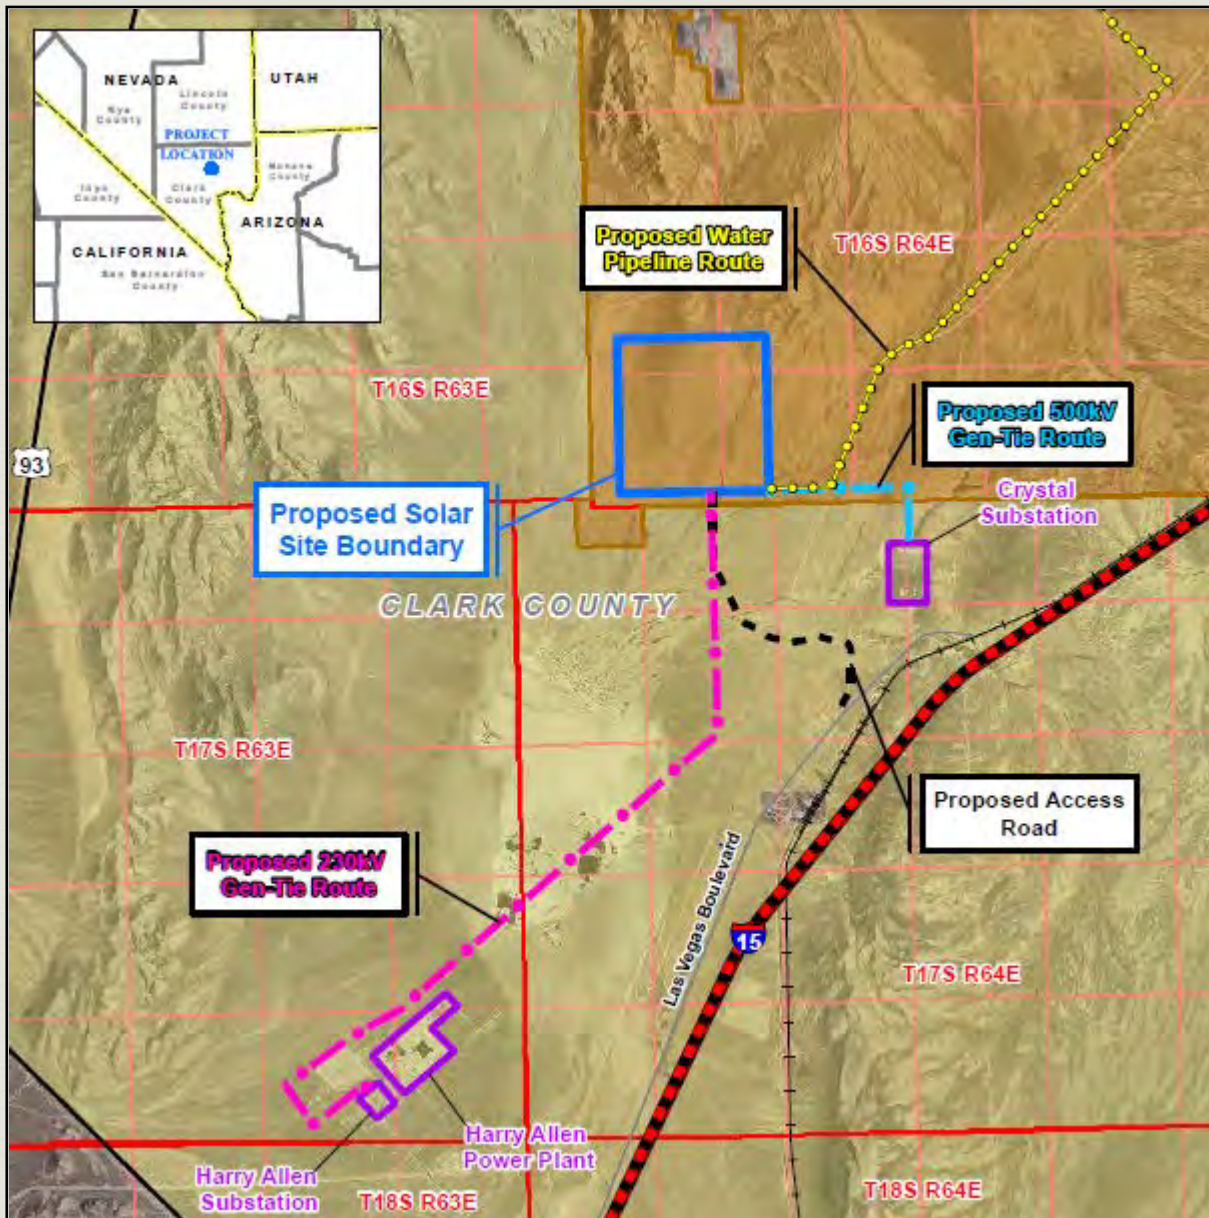 NEVADA
UTAH
Nye
County
Lincoln
County
PROJECT
LOCATION
Mohave
County
Inyo
County
Clark
County
ARIZONA
CALIFORNIA
San Bernardino
County
Proposed Water
Pipeline Route
T16S R64E
T16S R63E
Proposed 500kV
Gen-Tie Route
93
Crystal
Substation
Proposed Solar
Site Boundary
CLARK COUNTY
T17S R63E
Proposed Access
Road
Proposed 230kV
Gen-Tie Route
Las Vegas Boulevard
15
T17S R64E
Harry Allen
Power Plant
Harry Allen
Substation
T18S R63E
T18S R64E